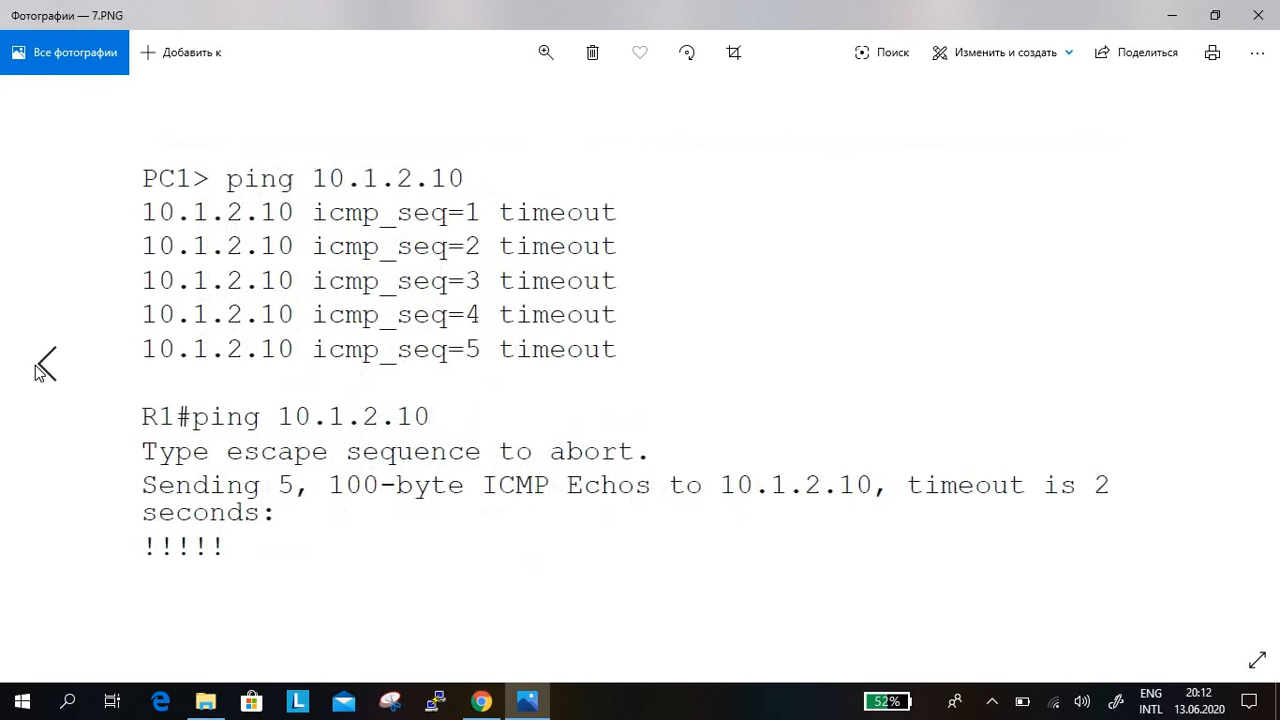 Фотографии — 7.PNG
Все фотографии
Добавить к
Поиск
Изменить и создать
Поделиться
PC1> ping 10.1.2.10
10.1.2.10 icmp_seq=1 timeout
10.1.2.10 icmp_seq=2 timeout
10.1.2.10 icmp_seq=3 timeout
10.1.2.10 icmp_seq=4 timeout
10.1.2.10 icmp_seq=5 timeout
R1#ping 10.1.2.10
Type escape sequence to abort.
Sending 5, 100-byte ICMP Echos to 10.1.2.10, timeout is 2
seconds:
!!!!!
52%
ENG
INTL
20:12
13.06.2020